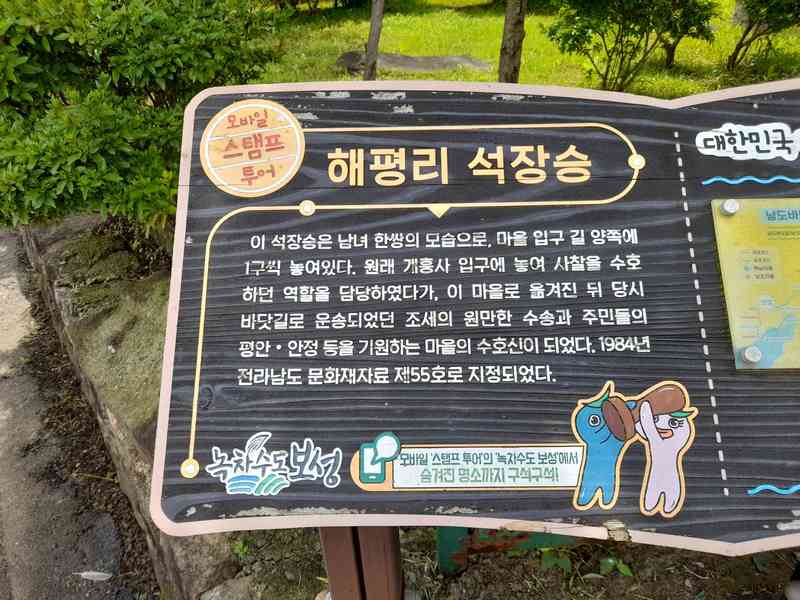 모바일
스탬프
투어
해평리 석장승
이 석장승은 남녀 한쌍의 모습으로, 마을 입구 길 양쪽에
1구씩 놓여있다. 원래 개흥사 입구에 놓여 사찰을 수호
하던 역할을 담당하였다가, 이 마을로 옮겨진 뒤 당시
바닷길로 운송되었던 조세의 원만한 수송과 주민들의
평안·안정 등을 기원하는 마을의 수호신이 되었다. 1984년
전라남도 문화재자료 제55호로 지정되었다.
녹차수도 보성
모바일 '스탬프 투어'의 '녹차수도 보성'에서
숨겨진 명소까지 구석구석!
대한민국
남도바